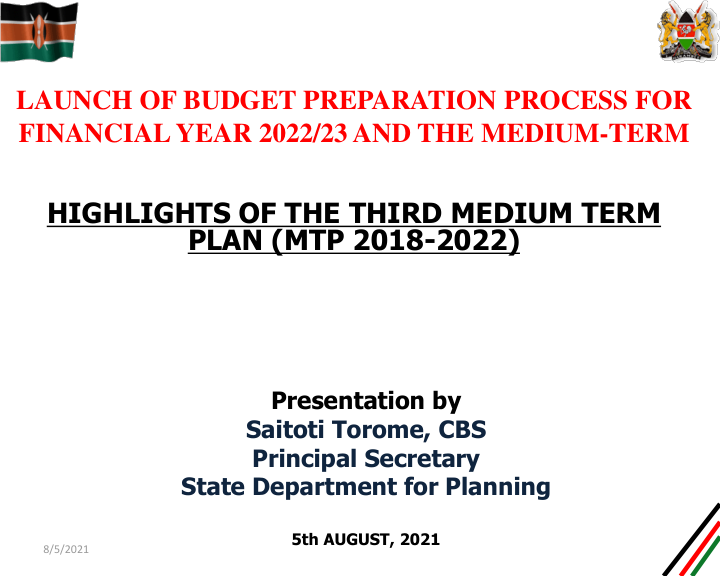 LAUNCH OF BUDGET PREPARATION PROCESS FOR
FINANCIAL YEAR 2022/23 AND THE MEDIUM-TERM
HIGHLIGHTS OF THE THIRD MEDIUM TERM
PLAN (MTP 2018-2022)
Presentation by
Saitoti Torome, CBS
Principal Secretary
State Department for Planning
5th AUGUST, 2021
8/5/2021